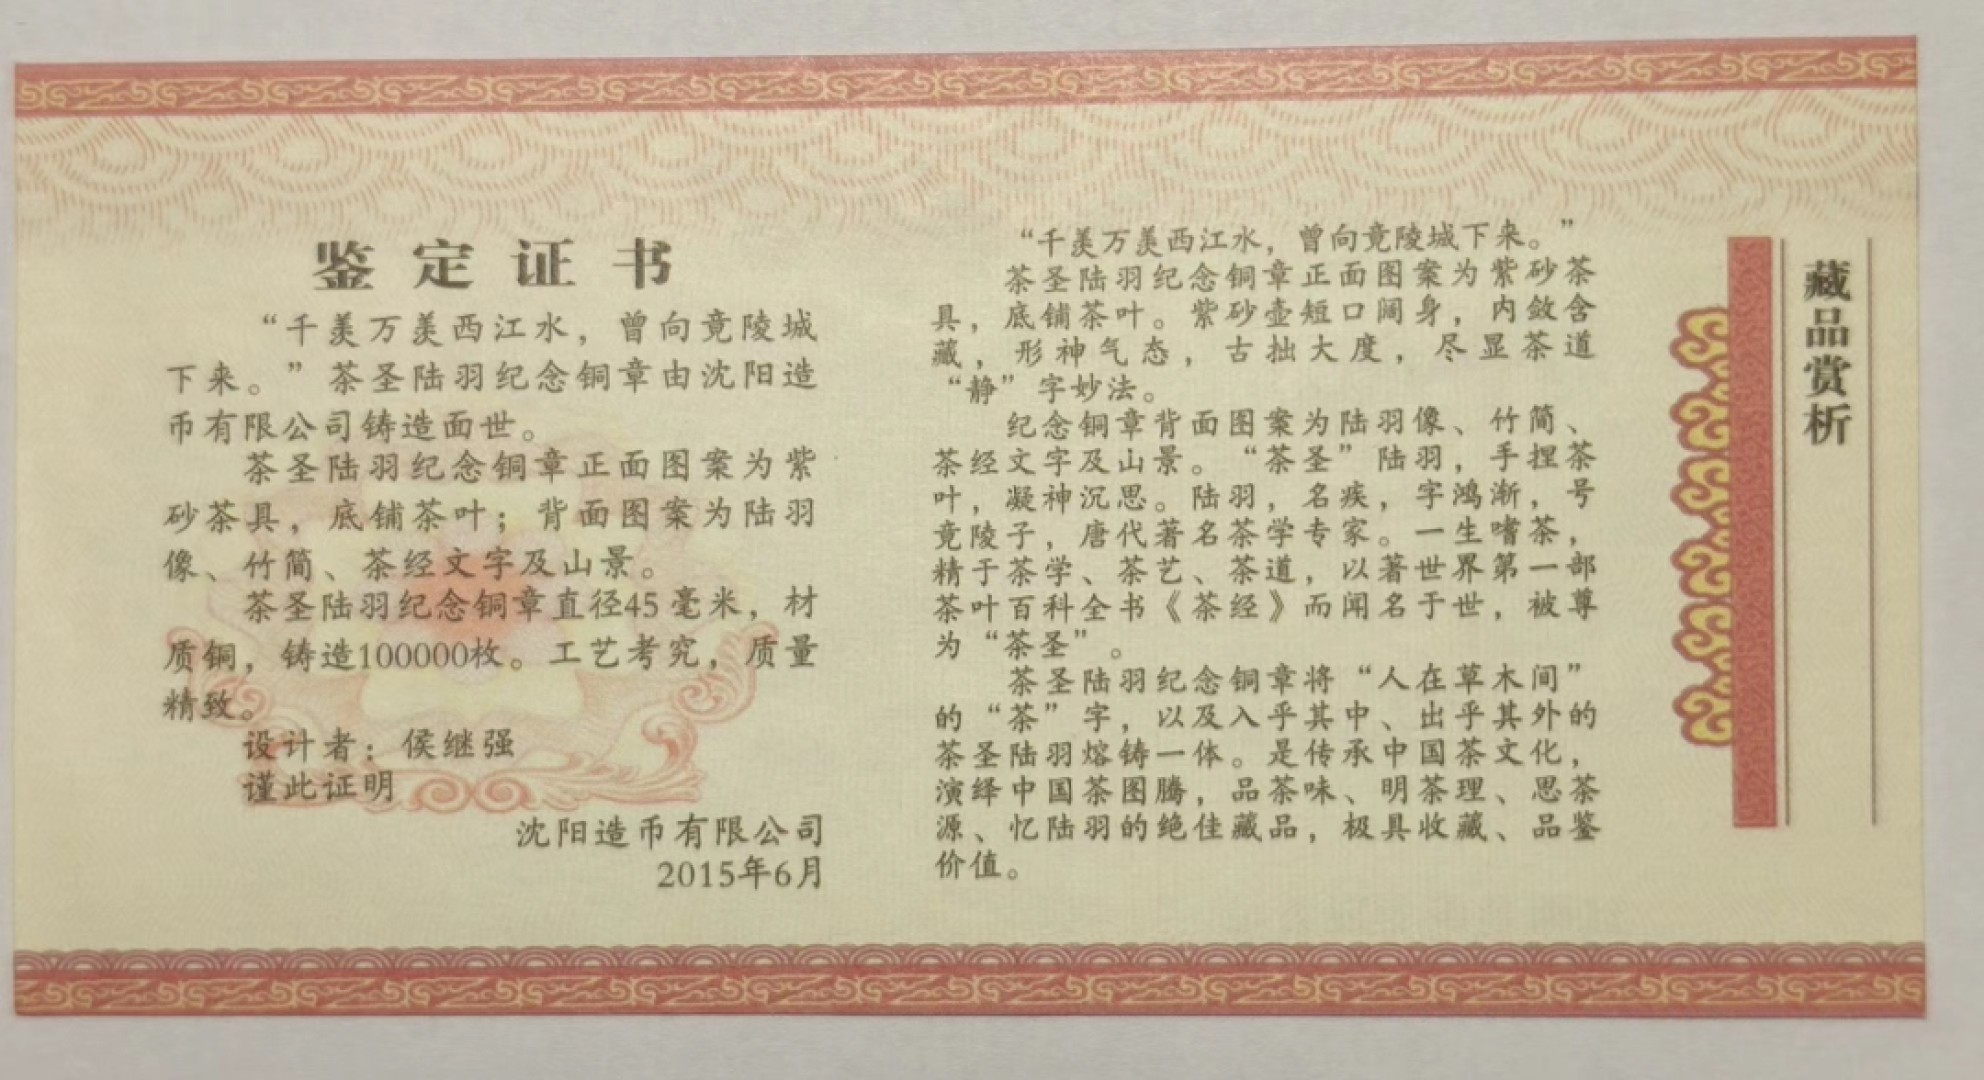 鉴定证书
“千羡万羡西江水，曾向竟陵城
下来。”茶圣陆羽纪念铜章由沈阳造
币有限公司铸造面世。
茶圣陆羽纪念铜章正面图案为紫
砂茶具，底铺茶叶；背面图案为陆羽
像、竹简、茶经文字及山景。
茶圣陆羽纪念铜章直径45毫米，材
质铜，铸造100000枚。工艺考究，质量
精致。
设计者：侯继强
谨此证明
沈阳造币有限公司
2015年6月
“千羡万羡西江水，曾向竟陵城下来。”
茶圣陆羽纪念铜章正面图案为紫砂茶
具，底铺茶叶。紫砂壶短口阔身，内敛含
藏，形神气态，古拙大度，尽显茶道
“静”字妙法。
纪念铜章背面图案为陆羽像、竹简、
茶经文字及山景。“茶圣”陆羽，手捏茶
叶，凝神沉思。陆羽，名疾，字鸿渐，号
竟陵子，唐代著名茶学专家。一生嗜茶，
精于茶学、茶艺、茶道，以著世界第一部
茶叶百科全书《茶经》而闻名于世，被尊
为“茶圣”。
茶圣陆羽纪念铜章将“人在草木间”
的“茶”字，以及入乎其中、出乎其外的
茶圣陆羽熔铸一体。是传承中国茶文化，
演绎中国茶图腾，品茶味、明茶理、思茶
源、忆陆羽的绝佳藏品，极具收藏、品鉴
价值。
藏品赏析